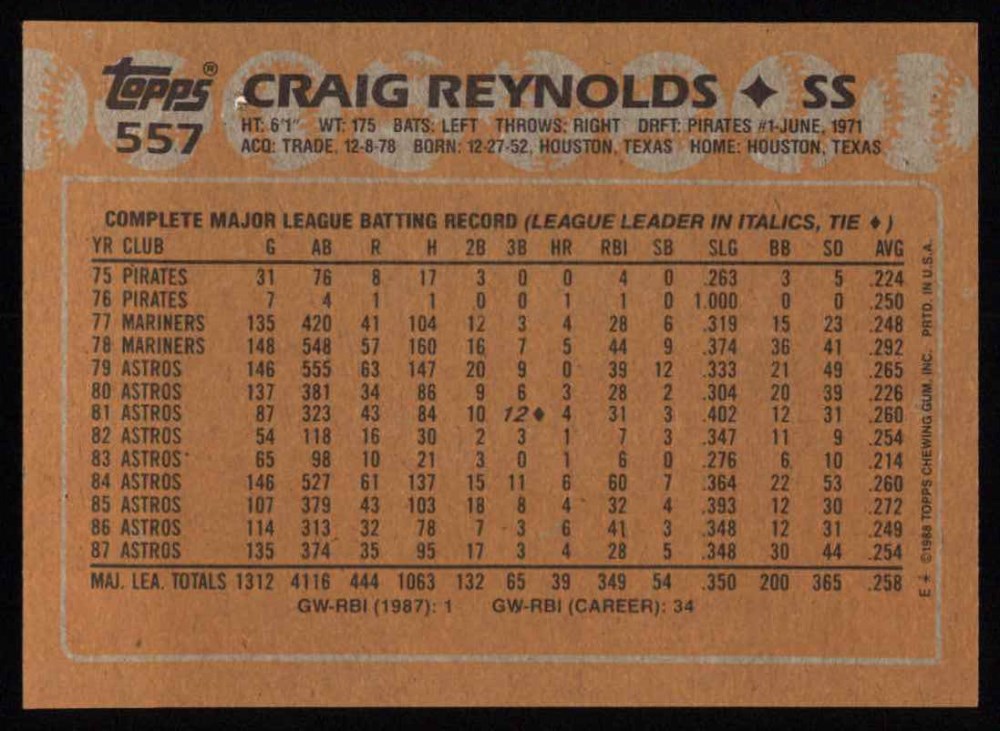 Topps® CRAIG REYNOLDS ✦ SS
557 HT: 6'1" WT: 175 BATS: LEFT THROWS: RIGHT DRFT: PIRATES #1-JUNE, 1971
ACQ: TRADE, 12-8-78 BORN: 12-27-52, HOUSTON, TEXAS HOME: HOUSTON, TEXAS
COMPLETE MAJOR LEAGUE BATTING RECORD (LEAGUE LEADER IN ITALICS, TIE ♦)
YR CLUB G AB R H 2B 3B HR RBI SB SLG BB SO AVG
75 PIRATES 31 76 8 17 3 0 0 4 0 .263 3 5 .224
76 PIRATES 7 4 1 1 0 0 1 1 0 1.000 0 0 .250
77 MARINERS 135 420 41 104 12 3 4 28 6 .319 15 23 .248
78 MARINERS 148 548 57 160 16 7 5 44 9 .374 36 41 .292
79 ASTROS 146 555 63 147 20 9 0 39 12 .333 21 49 .265
80 ASTROS 137 381 34 86 9 6 3 28 2 .304 20 39 .226
81 ASTROS 87 323 43 84 10 12♦ 4 31 3 .402 12 31 .260
82 ASTROS 54 118 16 30 2 3 1 7 3 .347 11 9 .254
83 ASTROS 65 98 10 21 3 0 1 6 0 .276 6 10 .214
84 ASTROS 146 527 61 137 15 11 6 60 7 .364 22 53 .260
85 ASTROS 107 379 43 103 18 8 4 32 4 .393 12 30 .272
86 ASTROS 114 313 32 78 7 3 6 41 3 .348 12 31 .249
87 ASTROS 135 374 35 95 17 3 4 28 5 .348 30 44 .254
MAJ. LEA. TOTALS 1312 4116 444 1063 132 65 39 349 54 .350 200 365 .258
GW-RBI (1987): 1 GW-RBI (CAREER): 34
E✦ ©1988 TOPPS CHEWING GUM, INC. PRTD. IN U.S.A.